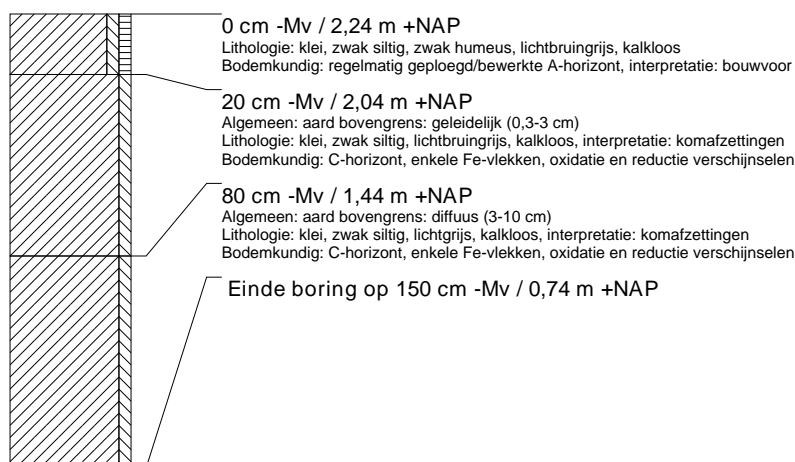 0 cm -Mv / 2,24 m +NAP
Lithologie: klei, zwak siltig, zwak humeus, lichtbruingrijs, kalkloos
Bodemkundig: regelmatig geploegd/bewerkte A-horizont, interpretatie: bouwvoor
20 cm -Mv / 2,04 m +NAP
Algemeen: aard bovengrens: geleidelijk (0,3-3 cm)
Lithologie: klei, zwak siltig, lichtbruingrijs, kalkloos, interpretatie: komafzettingen
Bodemkundig: C-horizont, enkele Fe-vlekken, oxidatie en reductie verschijnselen
80 cm -Mv / 1,44 m +NAP
Algemeen: aard bovengrens: diffuus (3-10 cm)
Lithologie: klei, zwak siltig, lichtgrijs, kalkloos, interpretatie: komafzettingen
Bodemkundig: C-horizont, enkele Fe-vlekken, oxidatie en reductie verschijnselen
Einde boring op 150 cm -Mv / 0,74 m +NAP